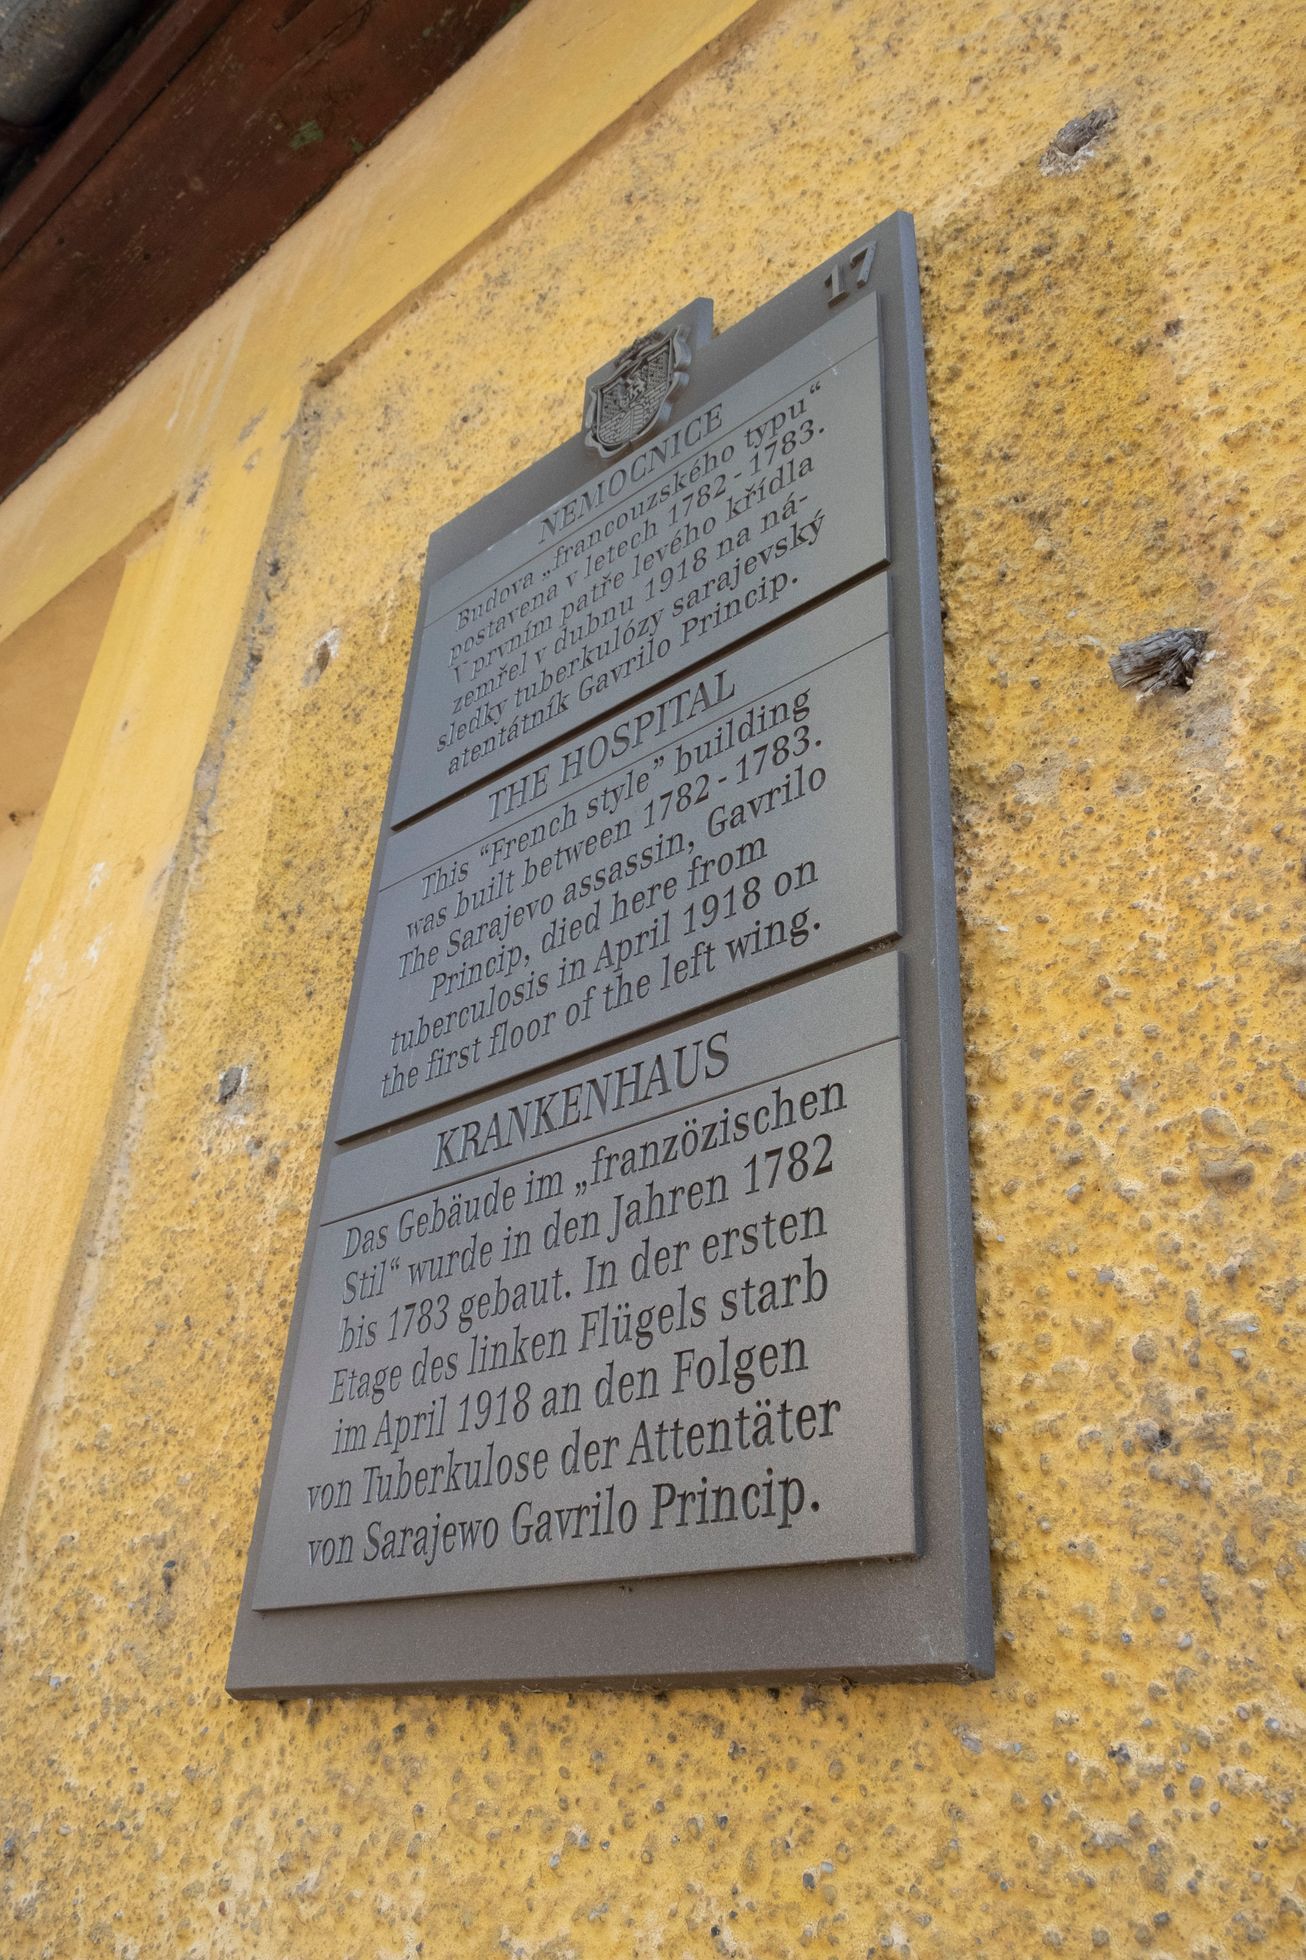 17
NEMOCNICE
Budova „francouzského typu“
postavena v letech 1782 - 1783.
V prvním patře levého křídla
zemřel v dubnu 1918 na ná-
sledky tuberkulózy sarajevský
atentátník Gavrilo Princip.
THE HOSPITAL
This “French style” building
was built between 1782 - 1783.
The Sarajevo assassin, Gavrilo
Princip, died here from
tuberculosis in April 1918 on
the first floor of the left wing.
KRANKENHAUS
Das Gebäude im „französischen
Stil“ wurde in den Jahren 1782
bis 1783 gebaut. In der ersten
Etage des linken Flügels starb
im April 1918 an den Folgen
von Tuberkulose der Attentäter
von Sarajewo Gavrilo Princip.